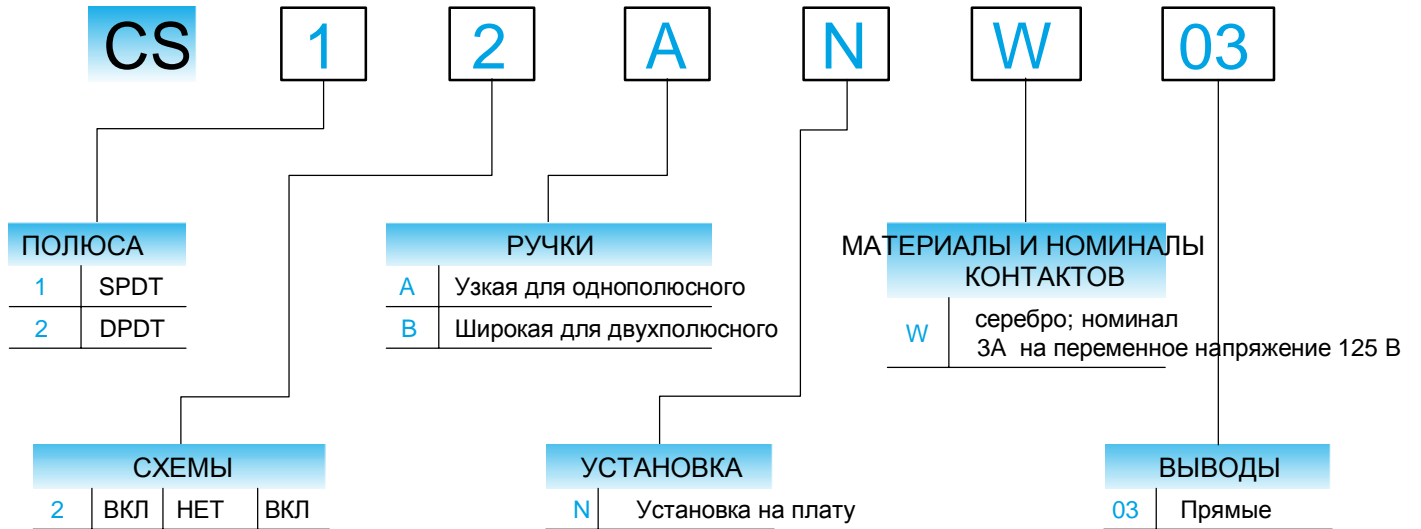 CS 1 2 A N W 03
ПОЛЮСА
1 SPDT
2 DPDT
РУЧКИ
A Узкая для однополюсного
B Широкая для двухполюсного
МАТЕРИАЛЫ И НОМИНАЛЫ
КОНТАКТОВ
W серебро; номинал
3А на переменное напряжение 125 В
СХЕМЫ
2 ВКЛ НЕТ ВКЛ
УСТАНОВКА
N Установка на плату
ВЫВОДЫ
03 Прямые